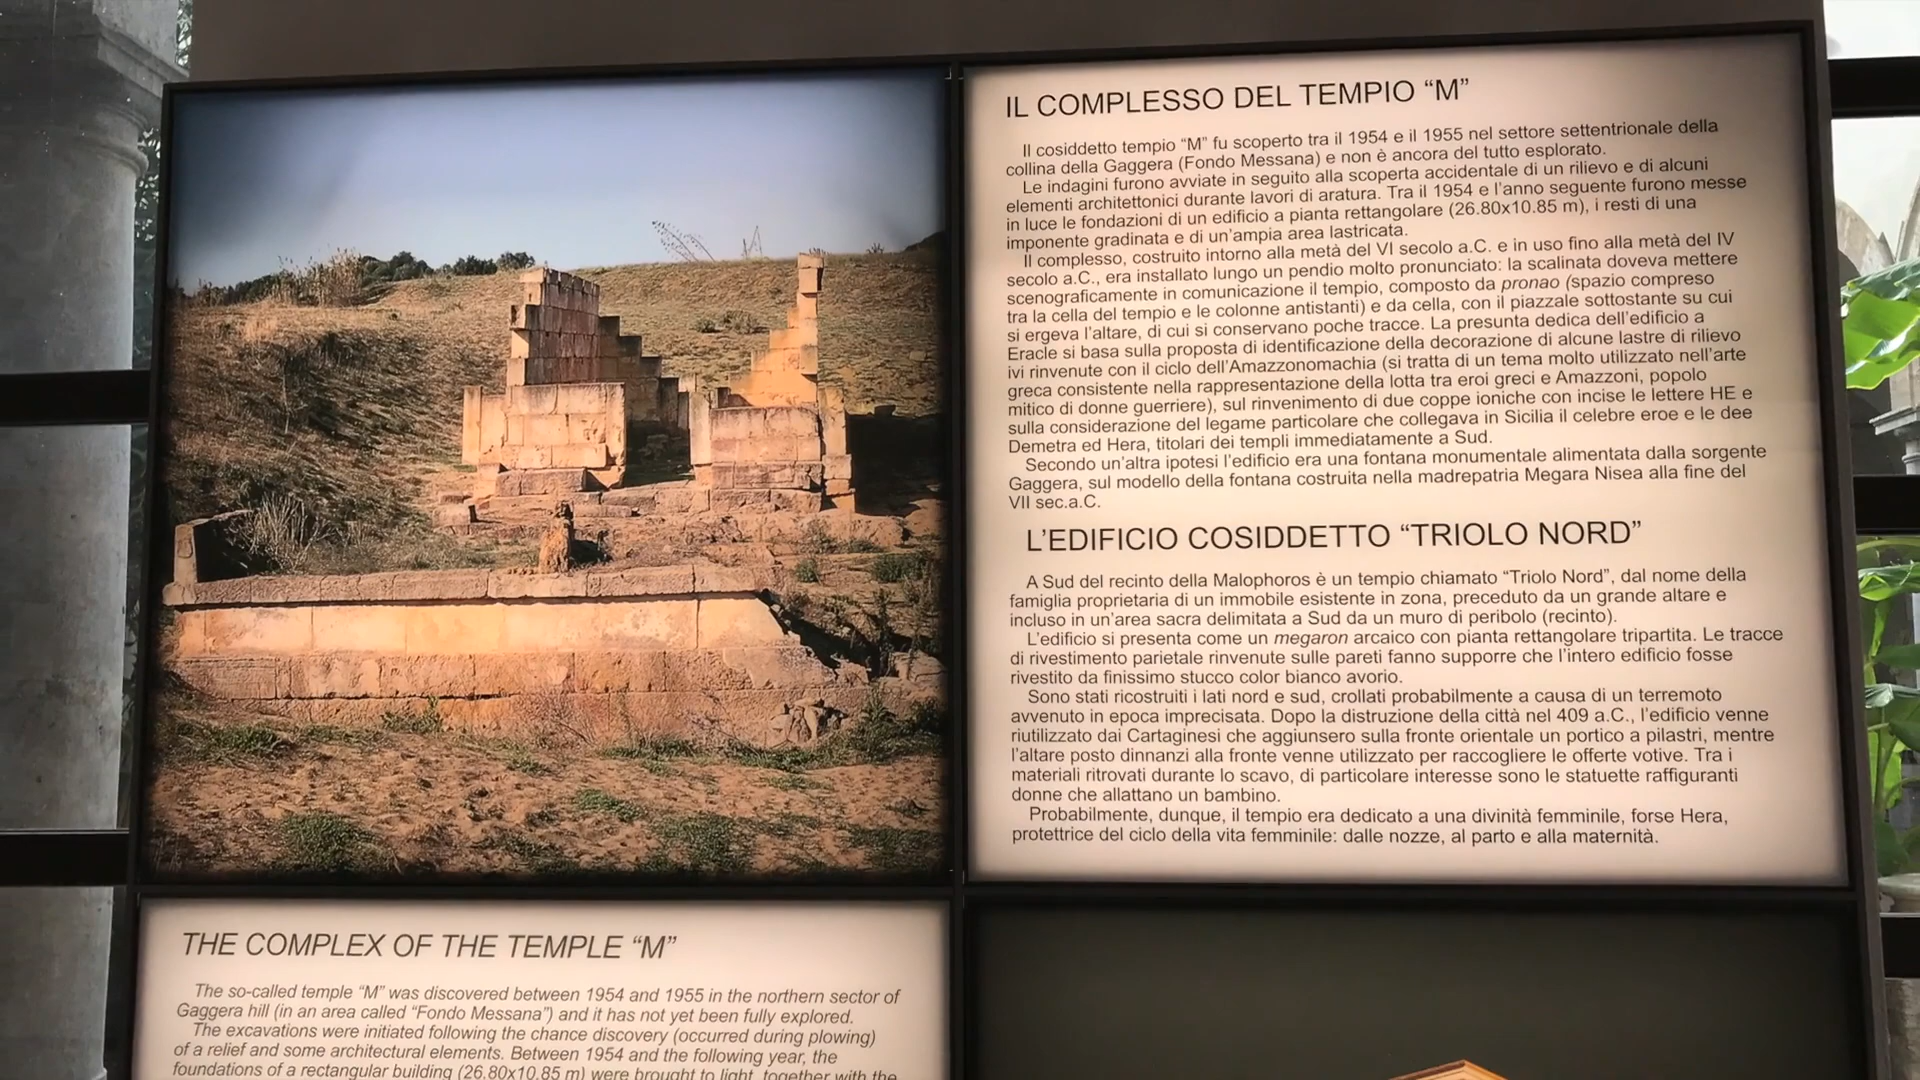 IL COMPLESSO DEL TEMPIO “M”
Il cosiddetto tempio “M” fu scoperto tra il 1954 e il 1955 nel settore settentrionale della
collina della Gaggera (Fondo Messana) e non è ancora del tutto esplorato.
Le indagini furono avviate in seguito alla scoperta accidentale di un rilievo e di alcuni
elementi architettonici durante lavori di aratura. Tra il 1954 e l’anno seguente furono messe
in luce le fondazioni di un edificio a pianta rettangolare (26.80x10.85 m), i resti di una
imponente gradinata e di un’ampia area lastricata.
Il complesso, costruito intorno alla metà del VI secolo a.C. e in uso fino alla metà del IV
secolo a.C., era installato lungo un pendio molto pronunciato: la scalinata doveva mettere
scenograficamente in comunicazione il tempio, composto da pronao (spazio compreso
tra la cella del tempio e le colonne antistanti) e da cella, con il piazzale sottostante su cui
si ergeva l’altare, di cui si conservano poche tracce. La presunta dedica dell’edificio a
Eracle si basa sulla proposta di identificazione della decorazione di alcune lastre di rilievo
ivi rinvenute con il ciclo dell’Amazzonomachia (si tratta di un tema molto utilizzato nell’arte
greca consistente nella rappresentazione della lotta tra eroi greci e Amazzoni, popolo
mitico di donne guerriere), sul rinvenimento di due coppe ioniche con incise le lettere HE e
sulla considerazione del legame particolare che collegava in Sicilia il celebre eroe e le dee
Demetra ed Hera, titolari dei templi immediatamente a Sud.
Secondo un’altra ipotesi l’edificio era una fontana monumentale alimentata dalla sorgente
Gaggera, sul modello della fontana costruita nella madrepatria Megara Nisea alla fine del
VII sec.a.C.
L’EDIFICIO COSIDDETTO “TRIOLO NORD”
A Sud del recinto della Malophoros è un tempio chiamato “Triolo Nord”, dal nome della
famiglia proprietaria di un immobile esistente in zona, preceduto da un grande altare e
incluso in un’area sacra delimitata a Sud da un muro di peribolo (recinto).
L’edificio si presenta come un megaron arcaico con pianta rettangolare tripartita. Le tracce
di rivestimento parietale rinvenute sulle pareti fanno supporre che l’intero edificio fosse
rivestito da finissimo stucco color bianco avorio.
Sono stati ricostruiti i lati nord e sud, crollati probabilmente a causa di un terremoto
avvenuto in epoca imprecisata. Dopo la distruzione della città nel 409 a.C., l’edificio venne
riutilizzato dai Cartaginesi che aggiunsero sulla fronte orientale un portico a pilastri, mentre
l’altare posto dinnanzi alla fronte venne utilizzato per raccogliere le offerte votive. Tra i
materiali ritrovati durante lo scavo, di particolare interesse sono le statuette raffiguranti
donne che allattano un bambino.
Probabilmente, dunque, il tempio era dedicato a una divinità femminile, forse Hera,
protettrice del ciclo della vita femminile: dalle nozze, al parto e alla maternità.
THE COMPLEX OF THE TEMPLE “M”
The so-called temple “M” was discovered between 1954 and 1955 in the northern sector of
Gaggera hill (in an area called “Fondo Messana”) and it has not yet been fully explored.
The excavations were initiated following the chance discovery (occurred during plowing)
of a relief and some architectural elements. Between 1954 and the following year, the
foundations of a rectangular building (26.80x10.85 m) were brought to light, together with the